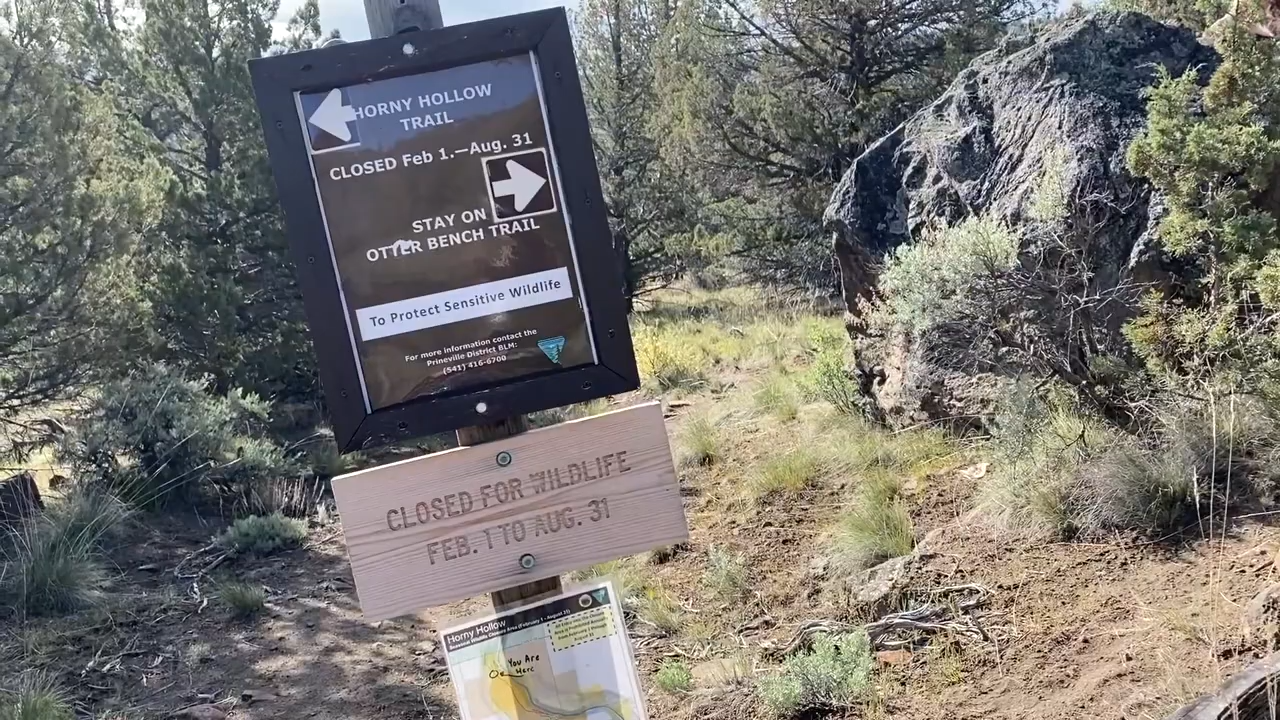 HORNY HOLLOW
TRAIL
CLOSED Feb 1.—Aug. 31
STAY ON
OTTER BENCH TRAIL
To Protect Sensitive Wildlife
For more information contact the
Prineville District BLM:
(541) 416-6700
CLOSED FOR WILDLIFE
FEB. 1 TO AUG. 31
Horny Hollow
You Are
Here